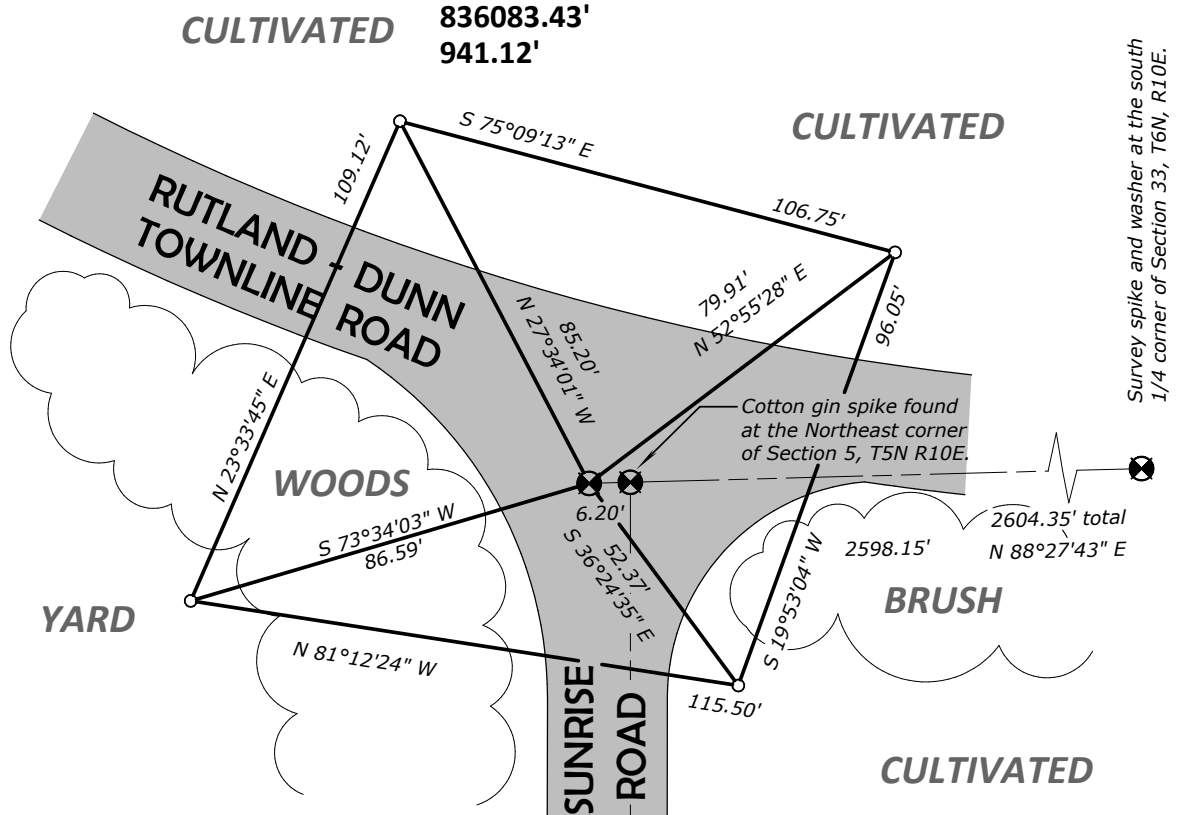 836083.43'
941.12'
CULTIVATED
CULTIVATED
Survey spike and washer at the south
1/4 corner of Section 33, T6N, R10E.
S 75°09'13" E
106.75'
109.12'
N 23°33'45" E
RUTLAND - DUNN
TOWNLINE ROAD
85.20'
N 27°34'01" W
79.91'
N 52°55'28" E
96.05'
S 19°53'04" W
Cotton gin spike found
at the Northeast corner
of Section 5, T5N R10E.
WOODS
S 73°34'03" W
86.59'
6.20'
52.37'
S 36°24'35" E
2598.15'
2604.35' total
N 88°27'43" E
BRUSH
YARD
N 81°12'24" W
115.50'
SUNRISE
ROAD
CULTIVATED